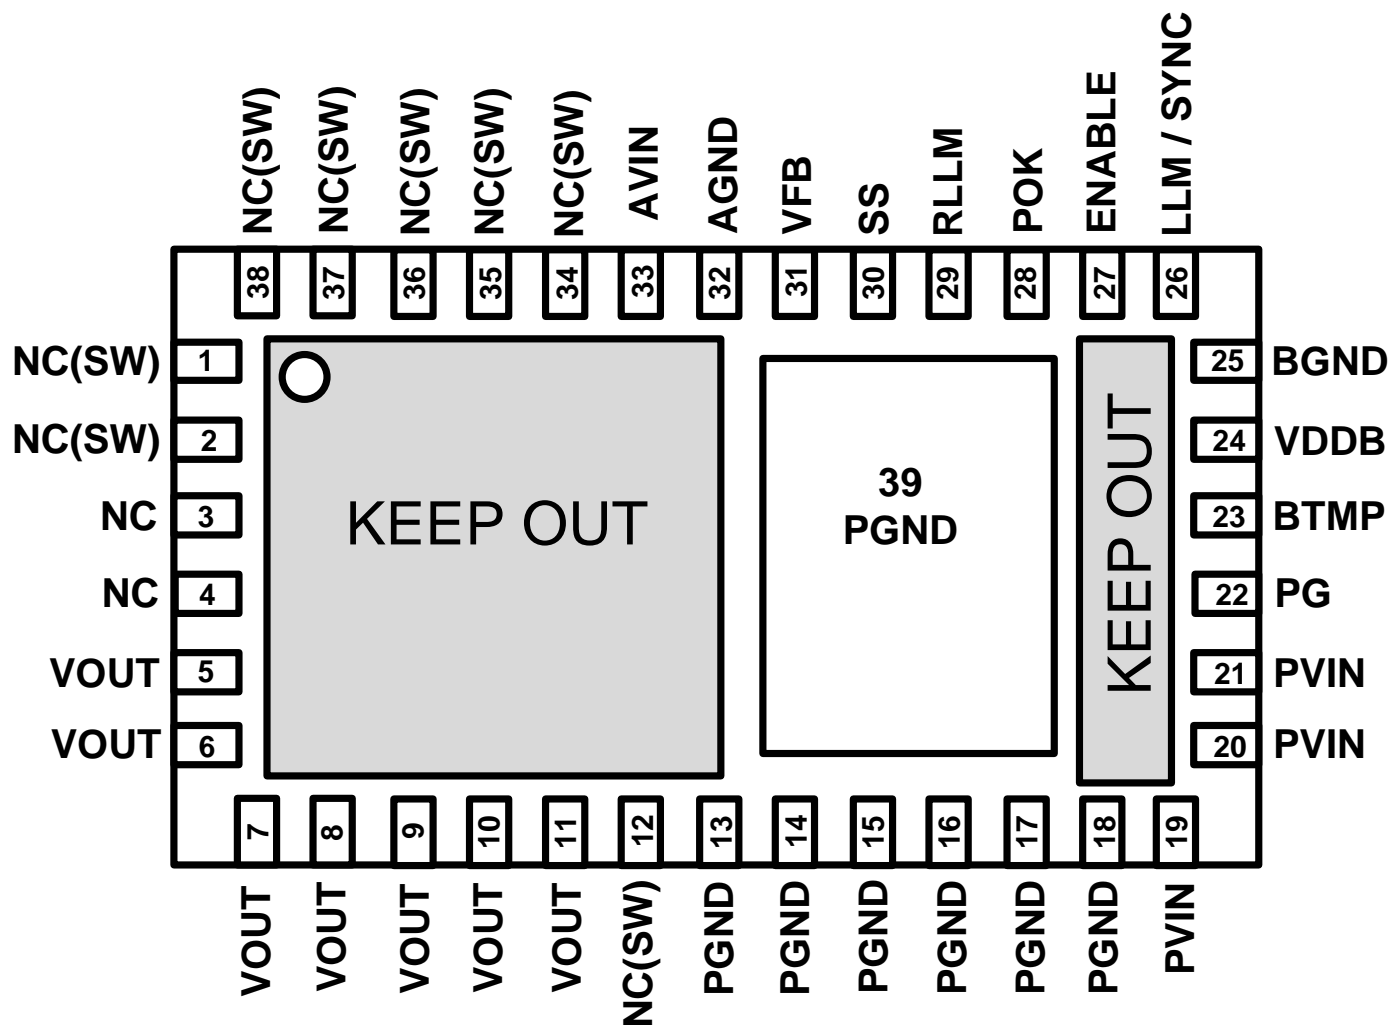 NC(SW)
NC(SW)
NC(SW)
NC(SW)
NC(SW)
AVIN
AGND
VFB
SS
RLLM
POK
ENABLE
LLM / SYNC
38
37
36
35
34
33
32
31
30
29
28
27
26
NC(SW) 1
NC(SW) 2
NC 3
NC 4
VOUT 5
VOUT 6
KEEP OUT
39
PGND
KEEP OUT
25 BGND
24 VDDB
23 BTMP
22 PG
21 PVIN
20 PVIN
7
8
9
10
11
12
13
14
15
16
17
18
19
VOUT
VOUT
VOUT
VOUT
VOUT
NC(SW)
PGND
PGND
PGND
PGND
PGND
PGND
PVIN